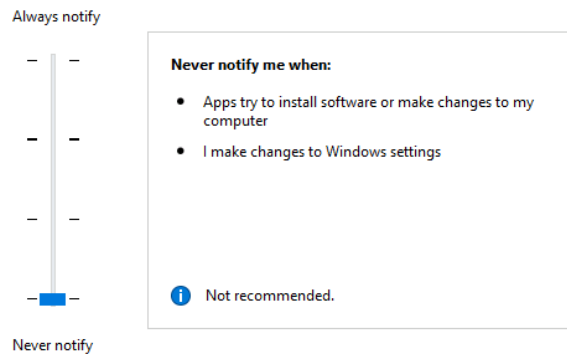 Always notify
Never notify me when:
● Apps try to install software or make changes to my
computer
● I make changes to Windows settings
Not recommended.
Never notify